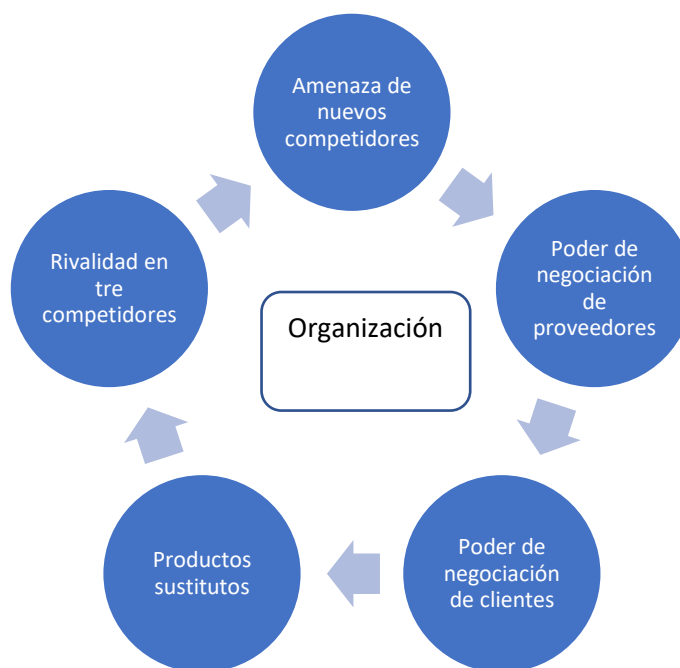 Amenaza de
nuevos
competidores
Poder de
negociación
de
proveedores
Poder de
negociación
de clientes
Productos
sustitutos
Rivalidad en
tre
competidores
Organización